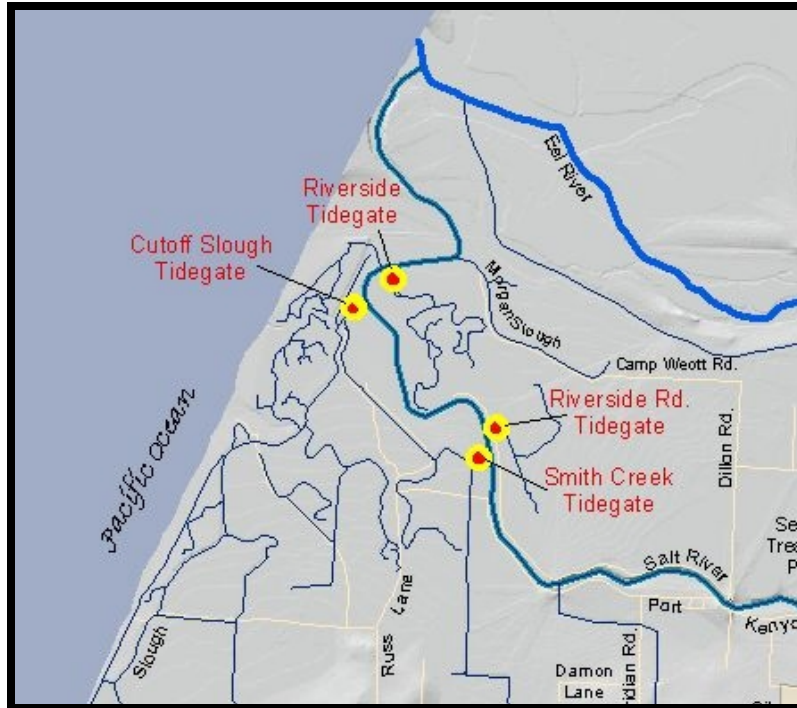 Eel River
Riverside
Tidegate
Cutoff Slough
Tidegate
Morgan Slough
Camp Weott Rd.
Pacific Ocean
Riverside Rd.
Tidegate
Dillon Rd.
Smith Creek
Tidegate
Salt River
Port
Russ Lane
Slough
Damon
Lane